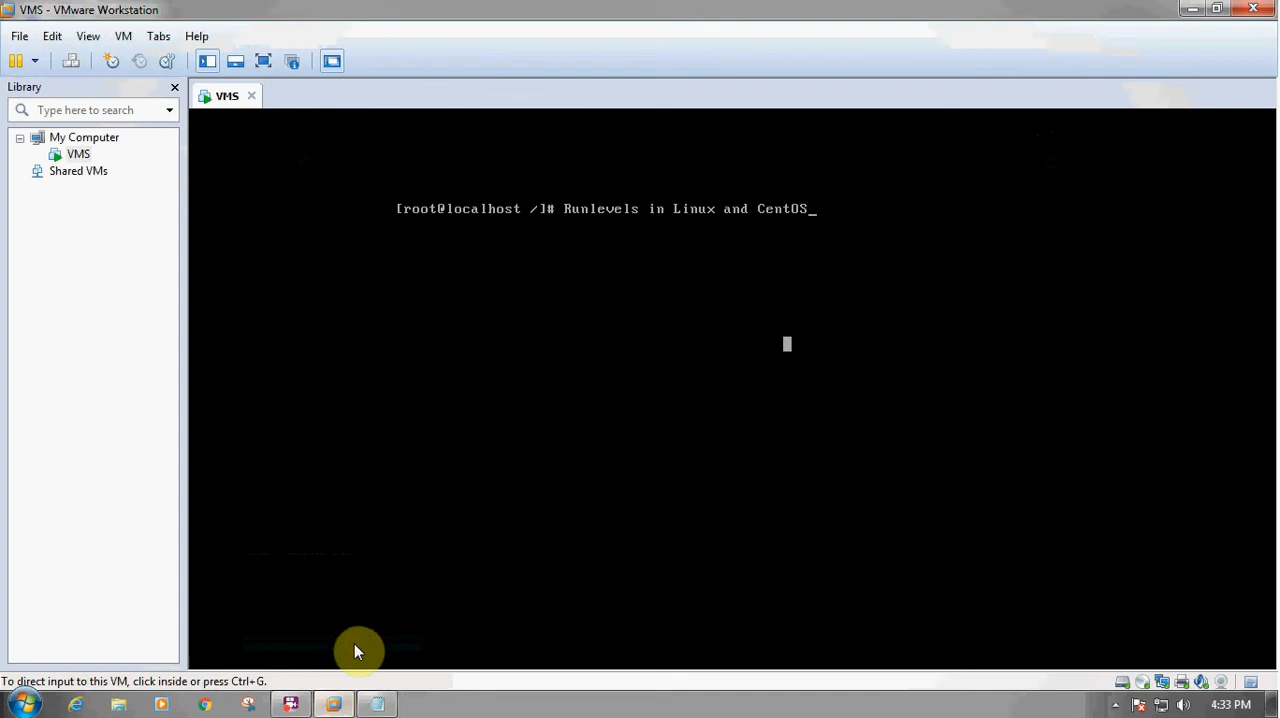 VMS - VMware Workstation
File Edit View VM Tabs Help
Library
VMS
Type here to search
My Computer
VMS
Shared VMs
[root@localhost /]# Runlevels in Linux and CentOS_
To direct input to this VM, click inside or press Ctrl+G.
4:33 PM